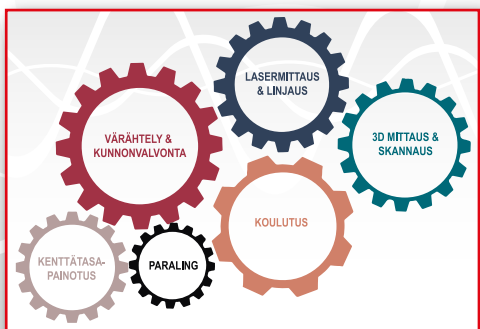 LASERMITTAUS
& LINJAUS
VÄRÄHTELY &
KUNNONVALVONTA
3D MITTAUS &
SKANNAUS
KOULUTUS
KENTTÄTASA-
PAINOTUS
PARALING